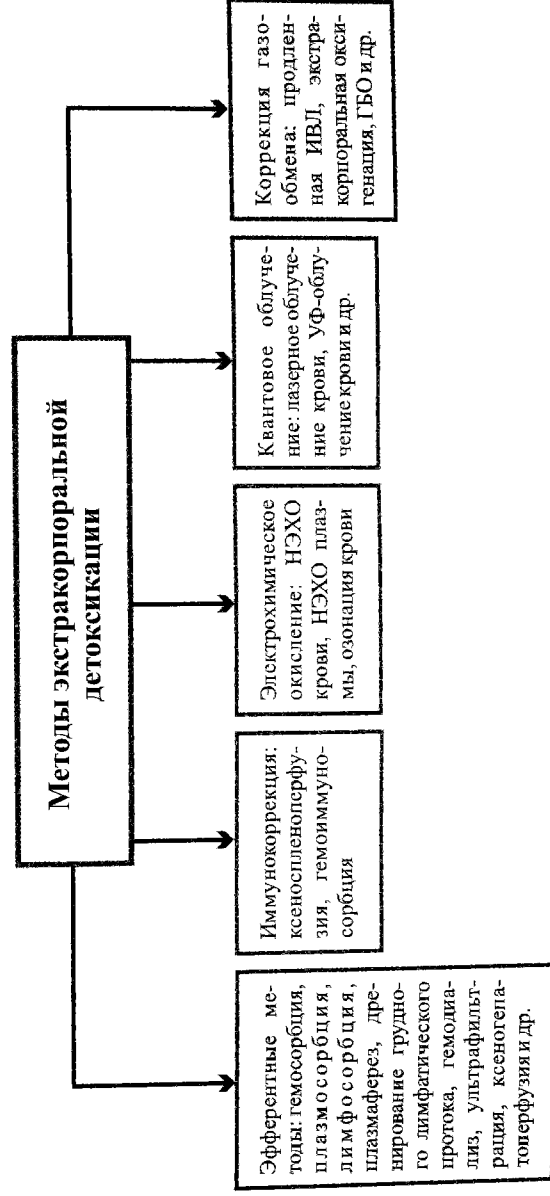 Методы экстракорпоральной
детоксикации
Эфферентные ме-
тоды: гемосорбция,
плазмосорбция,
лимфосорбция,
плазмаферез, дре-
нирование грудно-
го лимфатического
протока, гемодиа-
лиз, ультрафильт-
рация, ксеногепа-
топерфузия и др.
Иммунокоррекция:
ксеноспленоперфу-
зия, гемоиммуно-
сорбция
Электрохимическое
окисление: НЭХО
крови, НЭХО плаз-
мы, озонация крови
Квантовое облуче-
ние: лазерное облуче-
ние крови, УФ-облу-
чение крови и др.
Коррекция газо-
обмена: продлен-
ная ИВЛ, экстра-
корпоральная окси-
генация, ГБО и др.